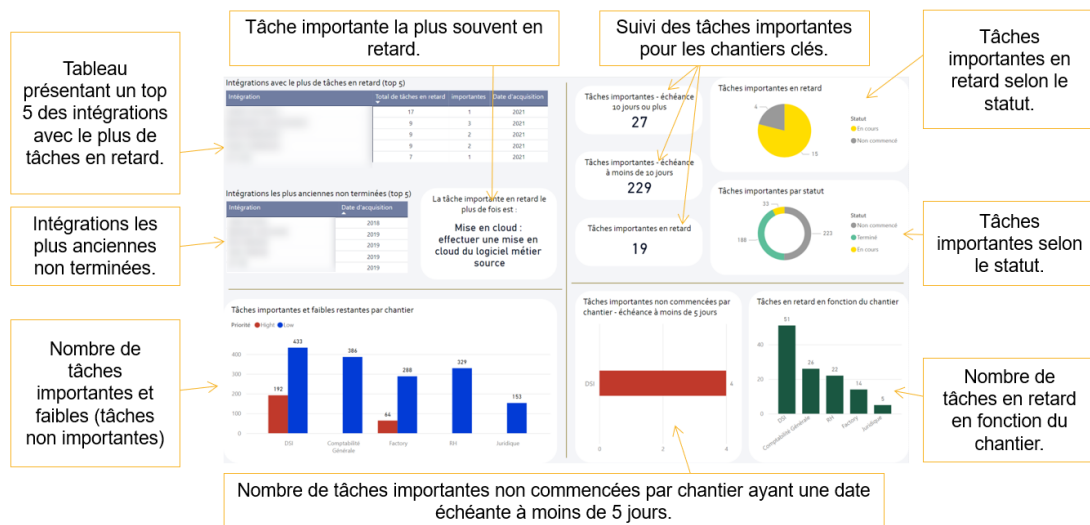 Tâche importante la plus souvent en
retard.
Suivi des tâches importantes
pour les chantiers clés.
Tâches
importantes
en retard selon le
statut.
Tableau
présentant un top
5 des intégrations
avec le plus de
tâches en retard.
Intégrations les
plus anciennes
non terminées.
Nombre de
tâches
importantes et
faibles (tâches
non importantes)
Intégrations avec le plus de tâches en retard (top 5)
Intégration Total de tâches en retard importantes Date d'acquisition
17 1 2021
9 3 2021
9 2 2021
9 2 2021
7 1 2021
Intégrations les plus anciennes non terminées (top 5)
Intégration Date d'acquisition
2018
2019
2019
2019
2019
La tâche importante en retard le
plus de fois est :
Mise en cloud :
effectuer une mise en
cloud du logiciel métier
source
Tâches importantes - échéance
10 jours ou plus
27
Tâches importantes - échéance
à moins de 10 jours
229
Tâches importantes en retard
19
Tâches importantes en retard
4
15
Statut
En cours
Non commencé
Tâches importantes par statut
33
188
223
Statut
Non commencé
Terminé
En cours
Tâches
importantes selon
le statut.
Tâches importantes et faibles restantes par chantier
Priorité Hight Low
400
300
200
100
0
192
433
386
64
288
329
153
DSI
Comptabilité
Générale
Factory
RH
Juridique
Tâches importantes non commencées par
chantier - échéance à moins de 5 jours
DSI
4
0 2 4
Tâches en retard en fonction du chantier
40
20
0
51
26
22
14
5
DSI
Comptabilité Générale
RH
Factory
Juridique
Nombre de
tâches en retard
en fonction du
chantier.
Nombre de tâches importantes non commencées par chantier ayant une date
échéante à moins de 5 jours.